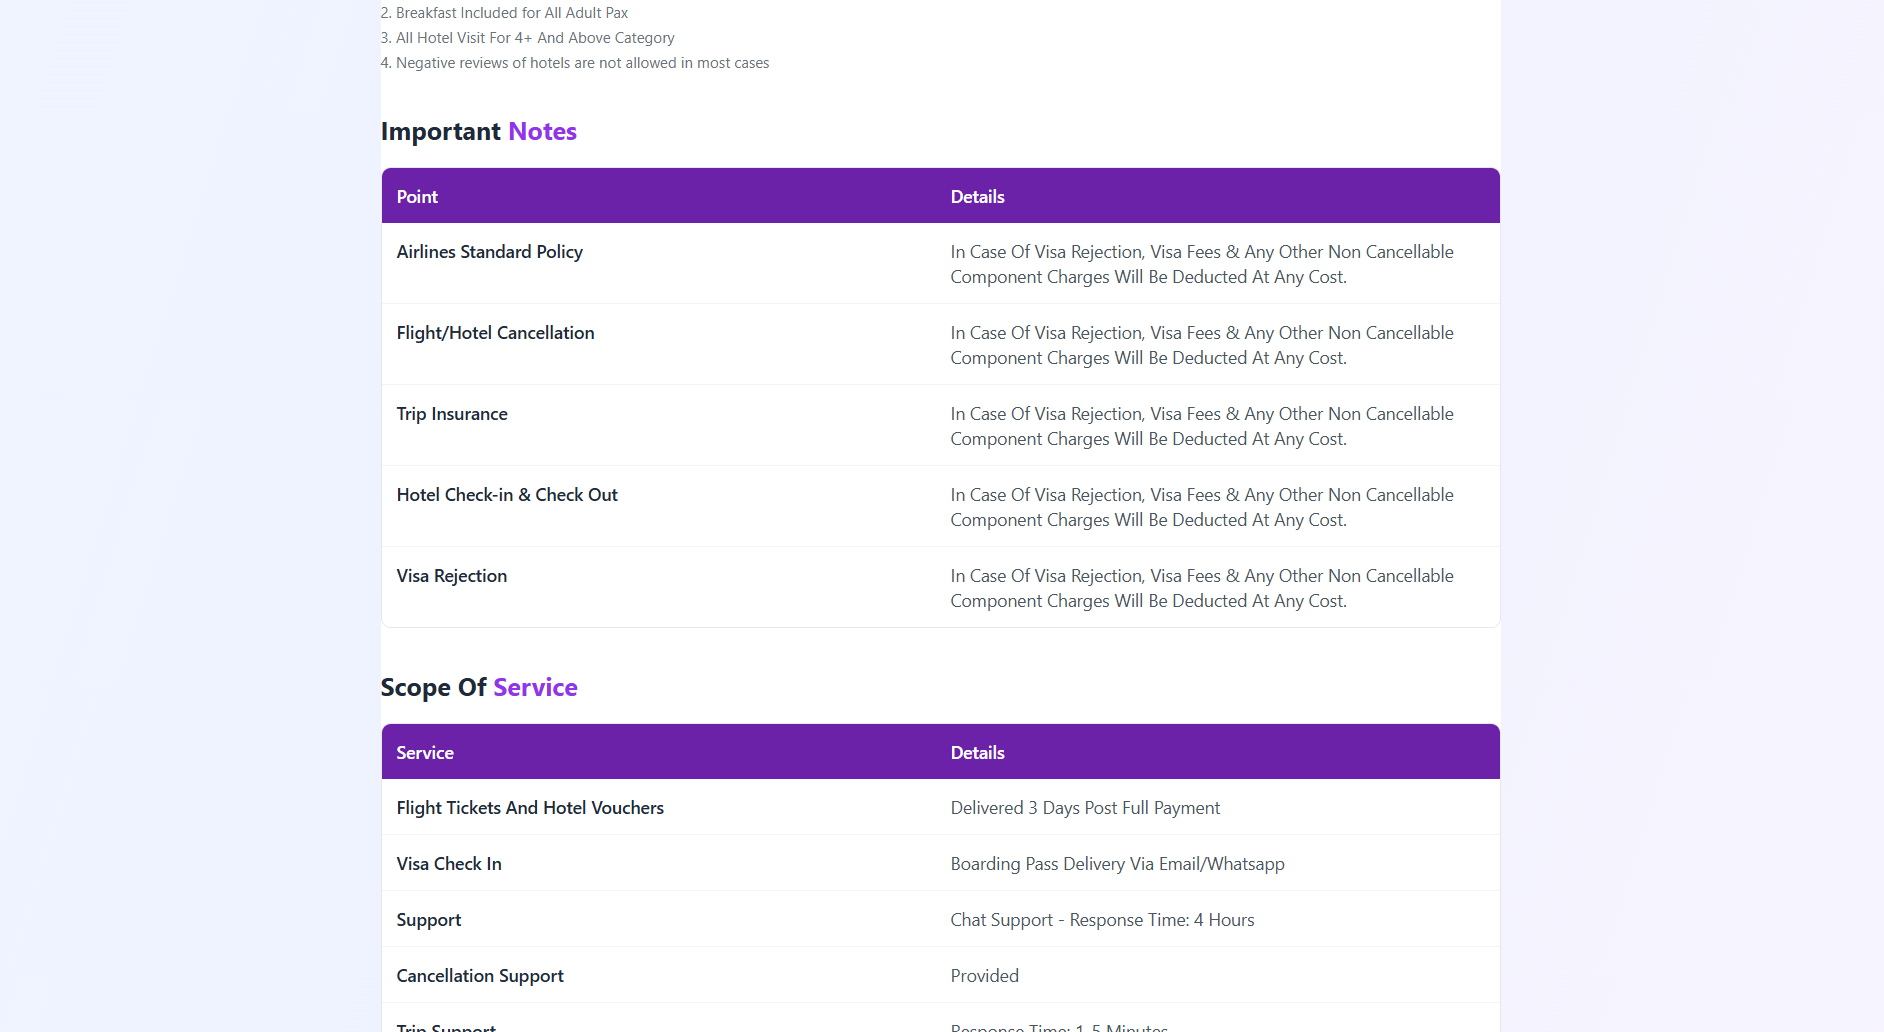 2. Breakfast Included for All Adult Pax
3. All Hotel Visit For 4+ And Above Category
4. Negative reviews of hotels are not allowed in most cases
Important Notes
Point Details
Airlines Standard Policy In Case Of Visa Rejection, Visa Fees & Any Other Non Cancellable
Component Charges Will Be Deducted At Any Cost.
Flight/Hotel Cancellation In Case Of Visa Rejection, Visa Fees & Any Other Non Cancellable
Component Charges Will Be Deducted At Any Cost.
Trip Insurance In Case Of Visa Rejection, Visa Fees & Any Other Non Cancellable
Component Charges Will Be Deducted At Any Cost.
Hotel Check-in & Check Out In Case Of Visa Rejection, Visa Fees & Any Other Non Cancellable
Component Charges Will Be Deducted At Any Cost.
Visa Rejection In Case Of Visa Rejection, Visa Fees & Any Other Non Cancellable
Component Charges Will Be Deducted At Any Cost.
Scope Of Service
Service Details
Flight Tickets And Hotel Vouchers Delivered 3 Days Post Full Payment
Visa Check In Boarding Pass Delivery Via Email/Whatsapp
Support Chat Support - Response Time: 4 Hours
Cancellation Support Provided
Trip Support Response Time: 1-5 Minutes